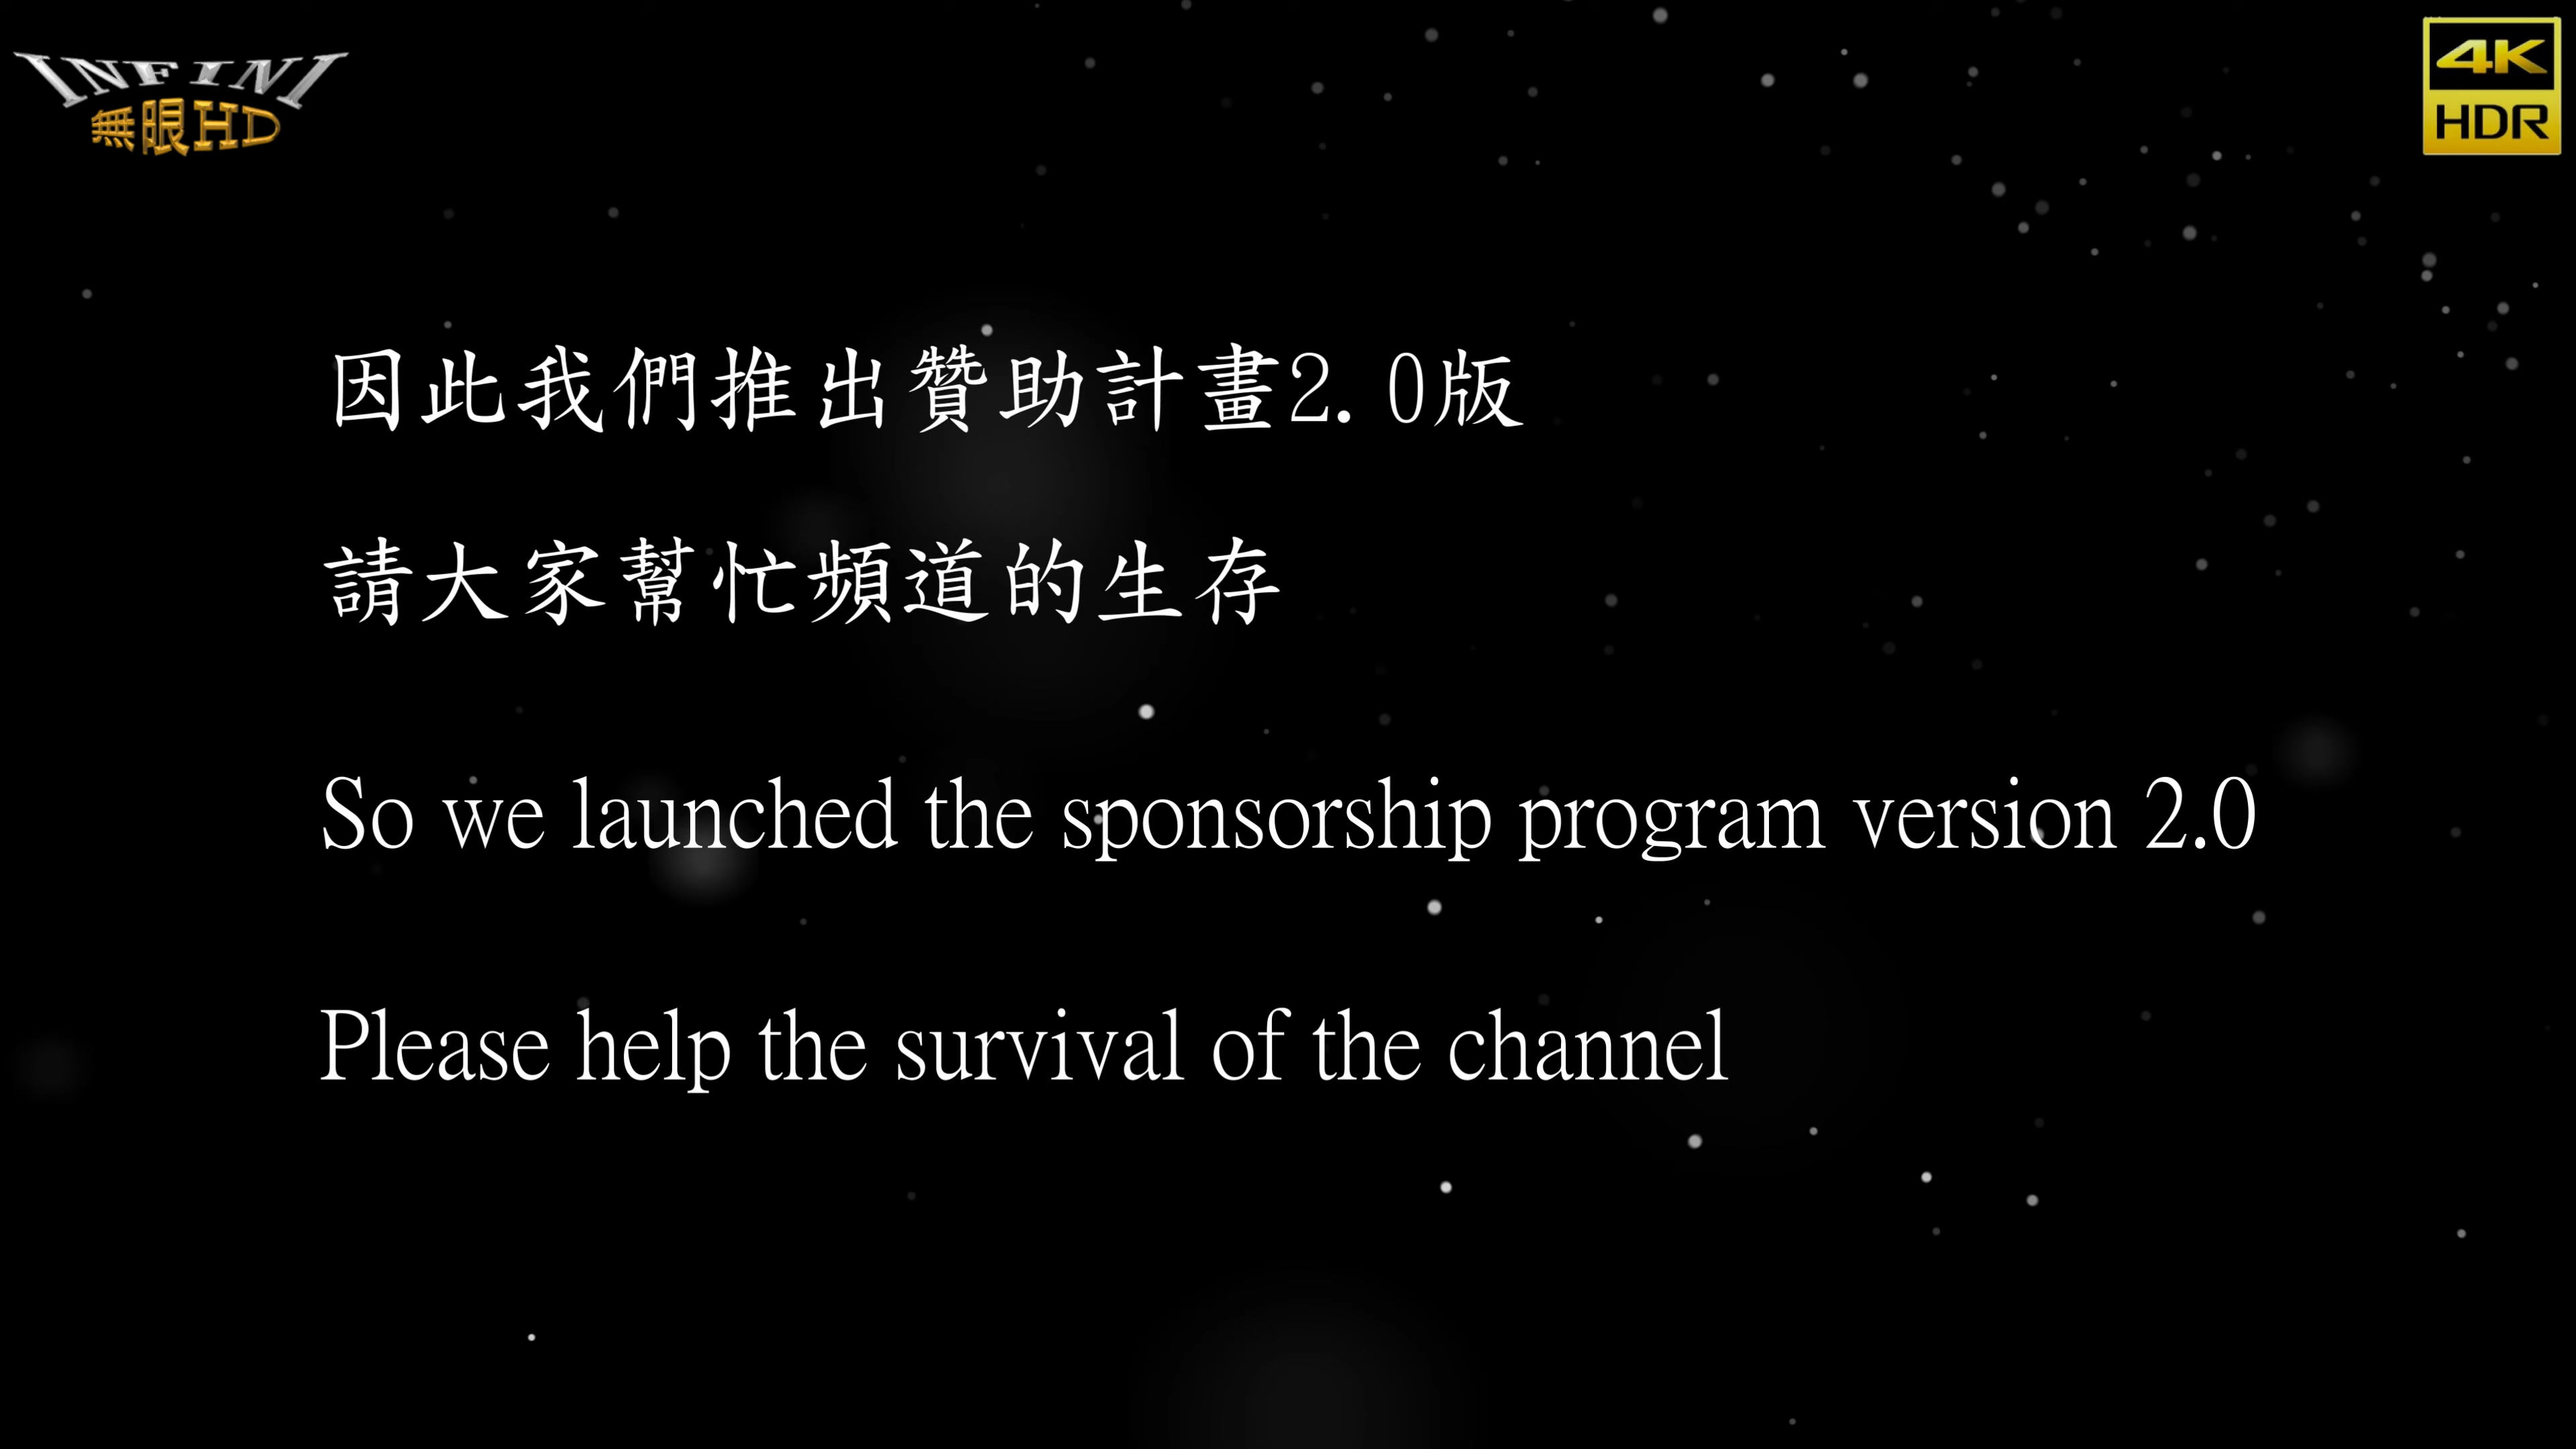 INFINI
無限HD
4K
HDR
因此我們推出贊助計畫2.0版
請大家幫忙頻道的生存
So we launched the sponsorship program version 2.0
Please help the survival of the channel